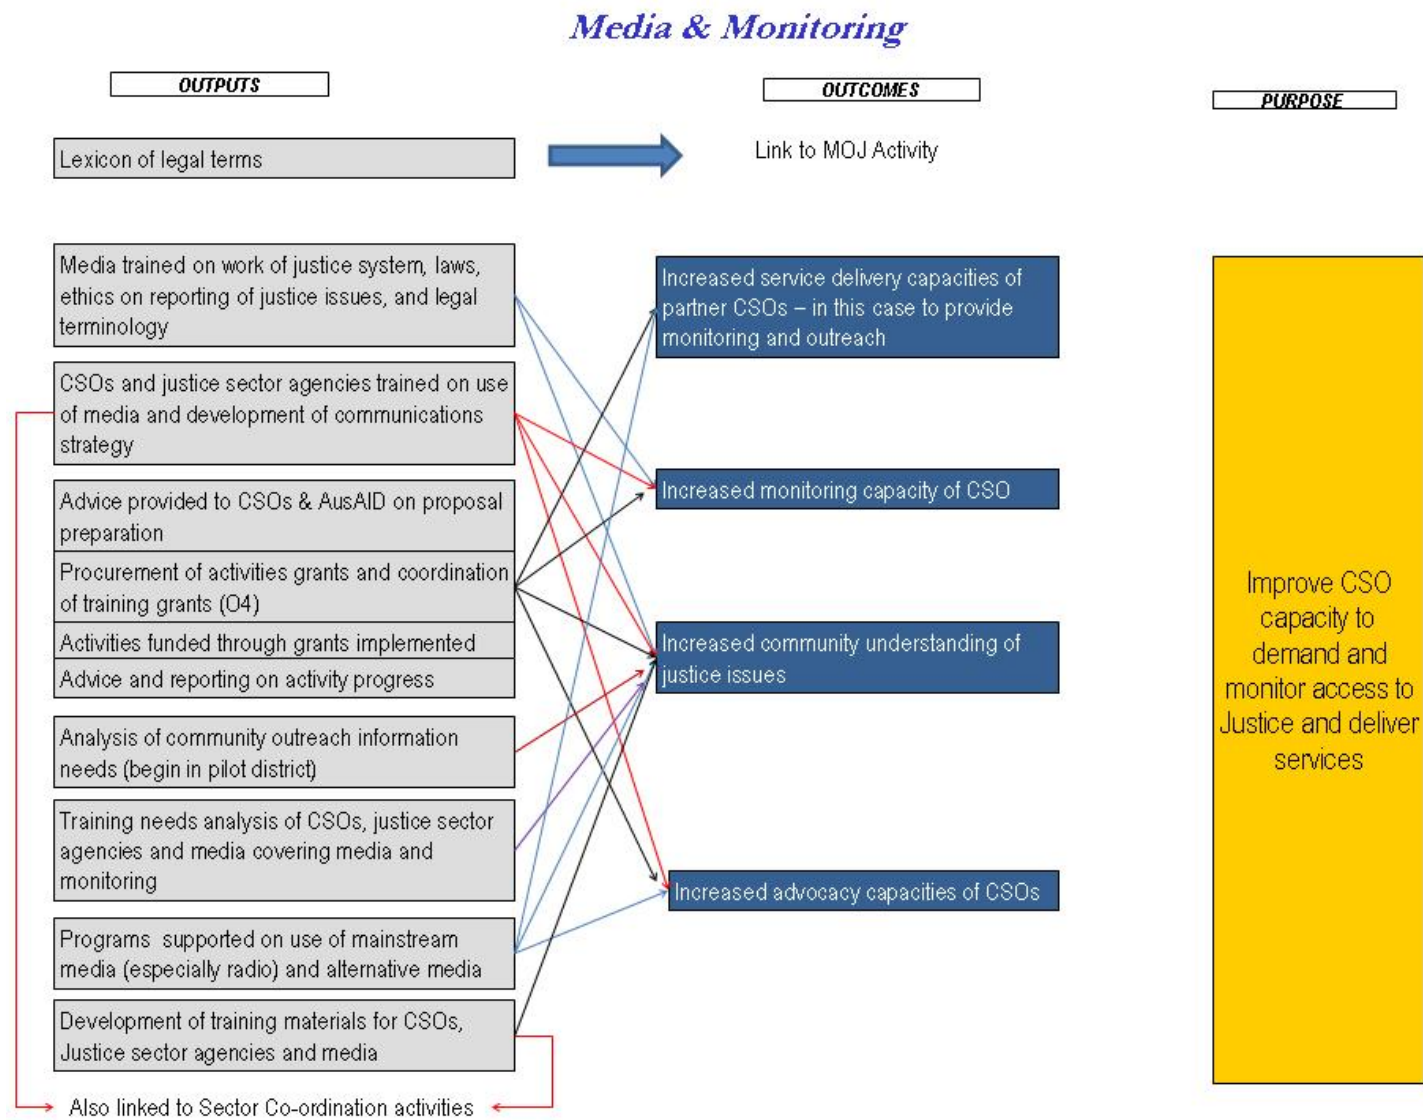 Media & Monitoring
OUTPUTS
OUTCOMES
PURPOSE
Lexicon of legal terms
Link to MOJ Activity
Media trained on work of justice system, laws,
ethics on reporting of justice issues, and legal
terminology
CSOs and justice sector agencies trained on use
of media and development of communications
strategy
Advice provided to CSOs & AusAID on proposal
preparation
Procurement of activities grants and coordination
of training grants (O4)
Activities funded through grants implemented
Advice and reporting on activity progress
Analysis of community outreach information
needs (begin in pilot district)
Training needs analysis of CSOs, justice sector
agencies and media covering media and
monitoring
Programs supported on use of mainstream
media (especially radio) and alternative media
Development of training materials for CSOs,
Justice sector agencies and media
Also linked to Sector Co-ordination activities
Increased service delivery capacities of
partner CSOs – in this case to provide
monitoring and outreach
Increased monitoring capacity of CSO
Increased community understanding of
justice issues
Increased advocacy capacities of CSOs
Improve CSO
capacity to
demand and
monitor access to
Justice and deliver
services